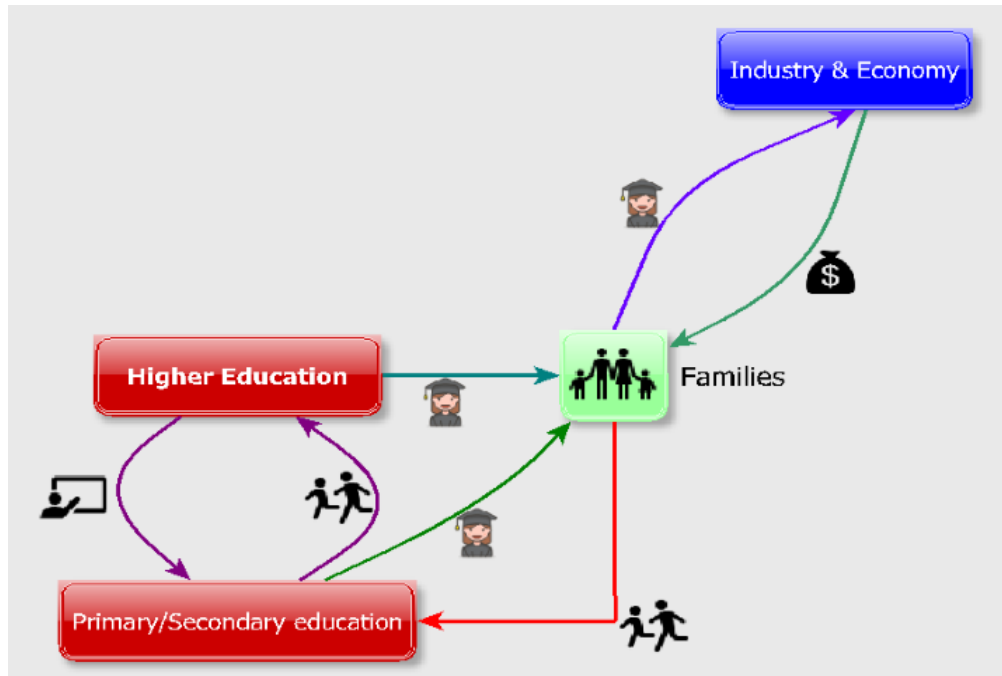 Industry & Economy
Higher Education
Families
Primary/Secondary education
$